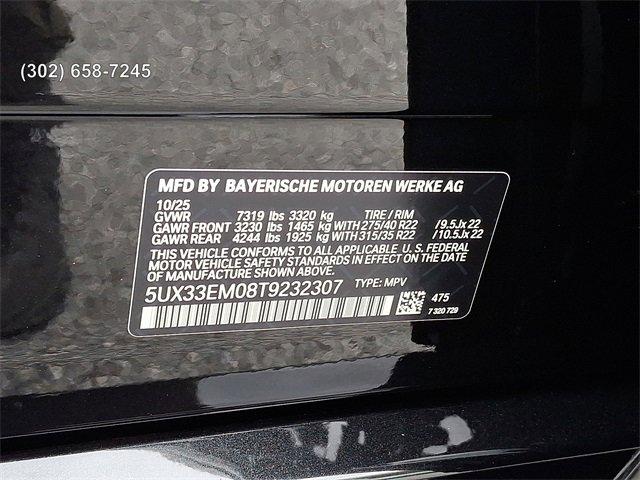 (302) 658-7245
MFD BY BAYERISCHE MOTOREN WERKE AG
10/25
GVWR 7319 lbs 3320 kg TIRE / RIM
GAWR FRONT 3230 lbs 1465 kg WITH 275/40 R22 / 9.5Jx22
GAWR REAR 4244 lbs 1925 kg WITH 315/35 R22 / 10.5Jx22
THIS VEHICLE CONFORMS TO ALL APPLICABLE U. S. FEDERAL
MOTOR VEHICLE SAFETY STANDARDS IN EFFECT ON THE
DATE OF MANUFACTURE SHOWN ABOVE.
5UX33EM08T9232307 TYPE: MPV
475
7 320 729